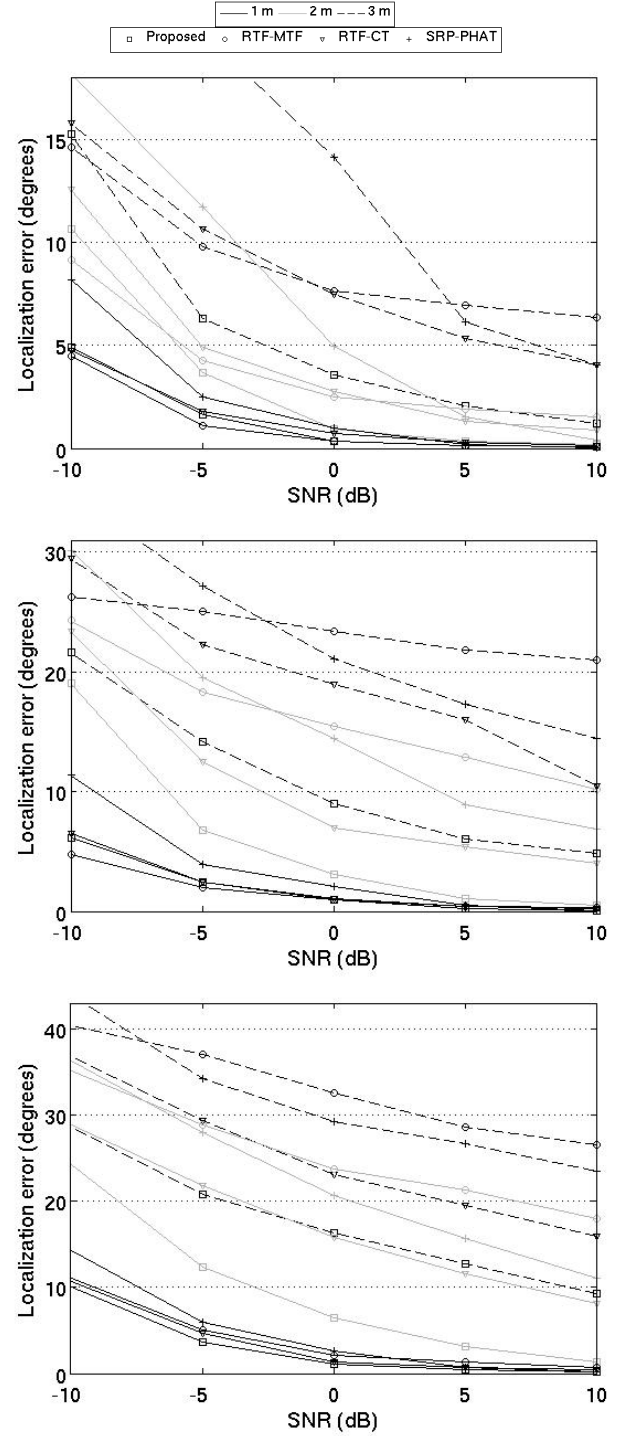 1 m 2 m 3 m
Proposed RTF-MTF RTF-CT SRP-PHAT
15
10
5
0
Localization error (degrees)
-10 -5 0 5 10
SNR (dB)
30
20
10
0
Localization error (degrees)
-10 -5 0 5 10
SNR (dB)
40
30
20
10
0
Localization error (degrees)
-10 -5 0 5 10
SNR (dB)